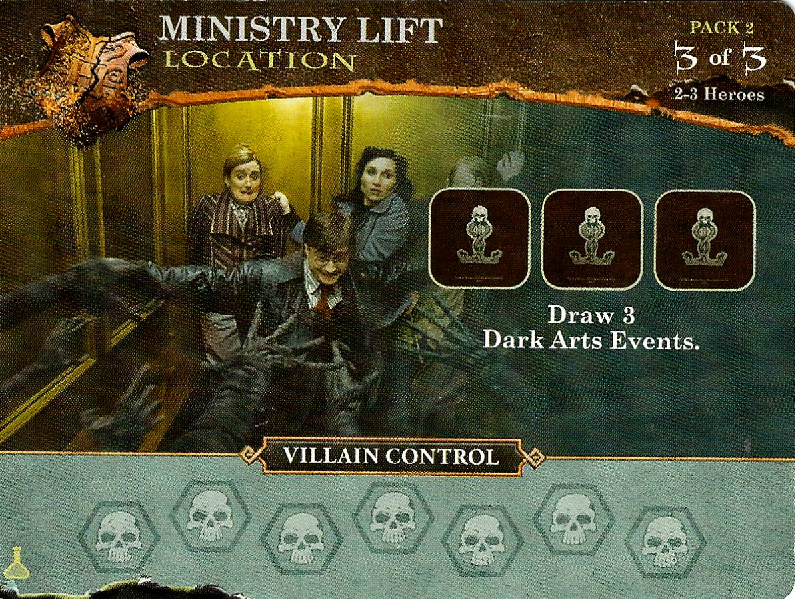 MINISTRY LIFT
LOCATION
PACK 2
3 of 3
2-3 Heroes
Draw 3
Dark Arts Events.
VILLAIN CONTROL